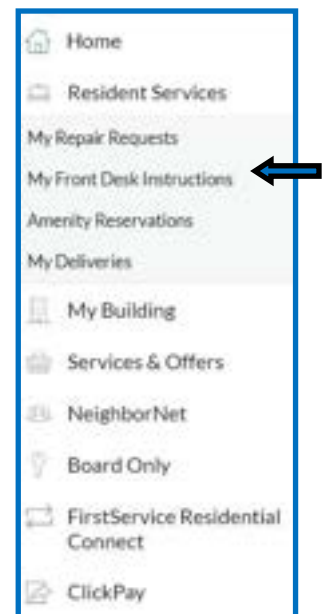 Home
Resident Services
My Repair Requests
My Front Desk Instructions
Amenity Reservations
My Deliveries
My Building
Services & Offers
NeighborNet
Board Only
FirstService Residential
Connect
ClickPay